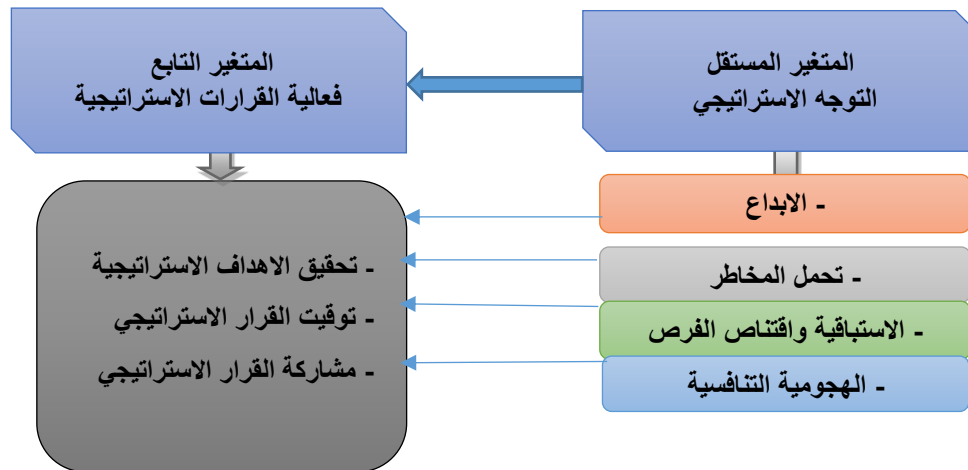 المتغير المستقل
التوجه الاستراتيجي
المتغير التابع
فعالية القرارات الاستراتيجية
- الابداع
- تحمل المخاطر
- الاستباقية واقتناص الفرص
- الهجومية التنافسية
- تحقيق الاهداف الاستراتيجية
- توقيت القرار الاستراتيجي
- مشاركة القرار الاستراتيجي